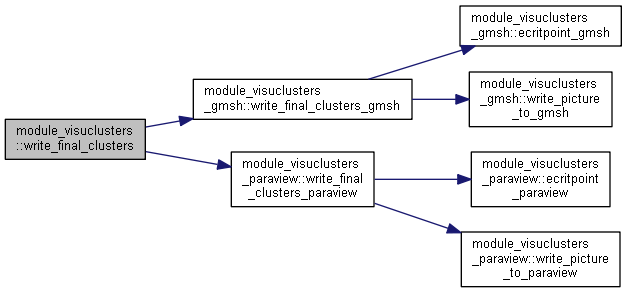 module_visuclusters
::write_final_clusters
module_visuclusters
_gmsh::write_final_clusters_gmsh
module_visuclusters
_gmsh::ecritpoint_gmsh
module_visuclusters
_gmsh::write_picture
_to_gmsh
module_visuclusters
_paraview::write_final
_clusters_paraview
module_visuclusters
_paraview::ecritpoint
_paraview
module_visuclusters
_paraview::write_picture
_to_paraview